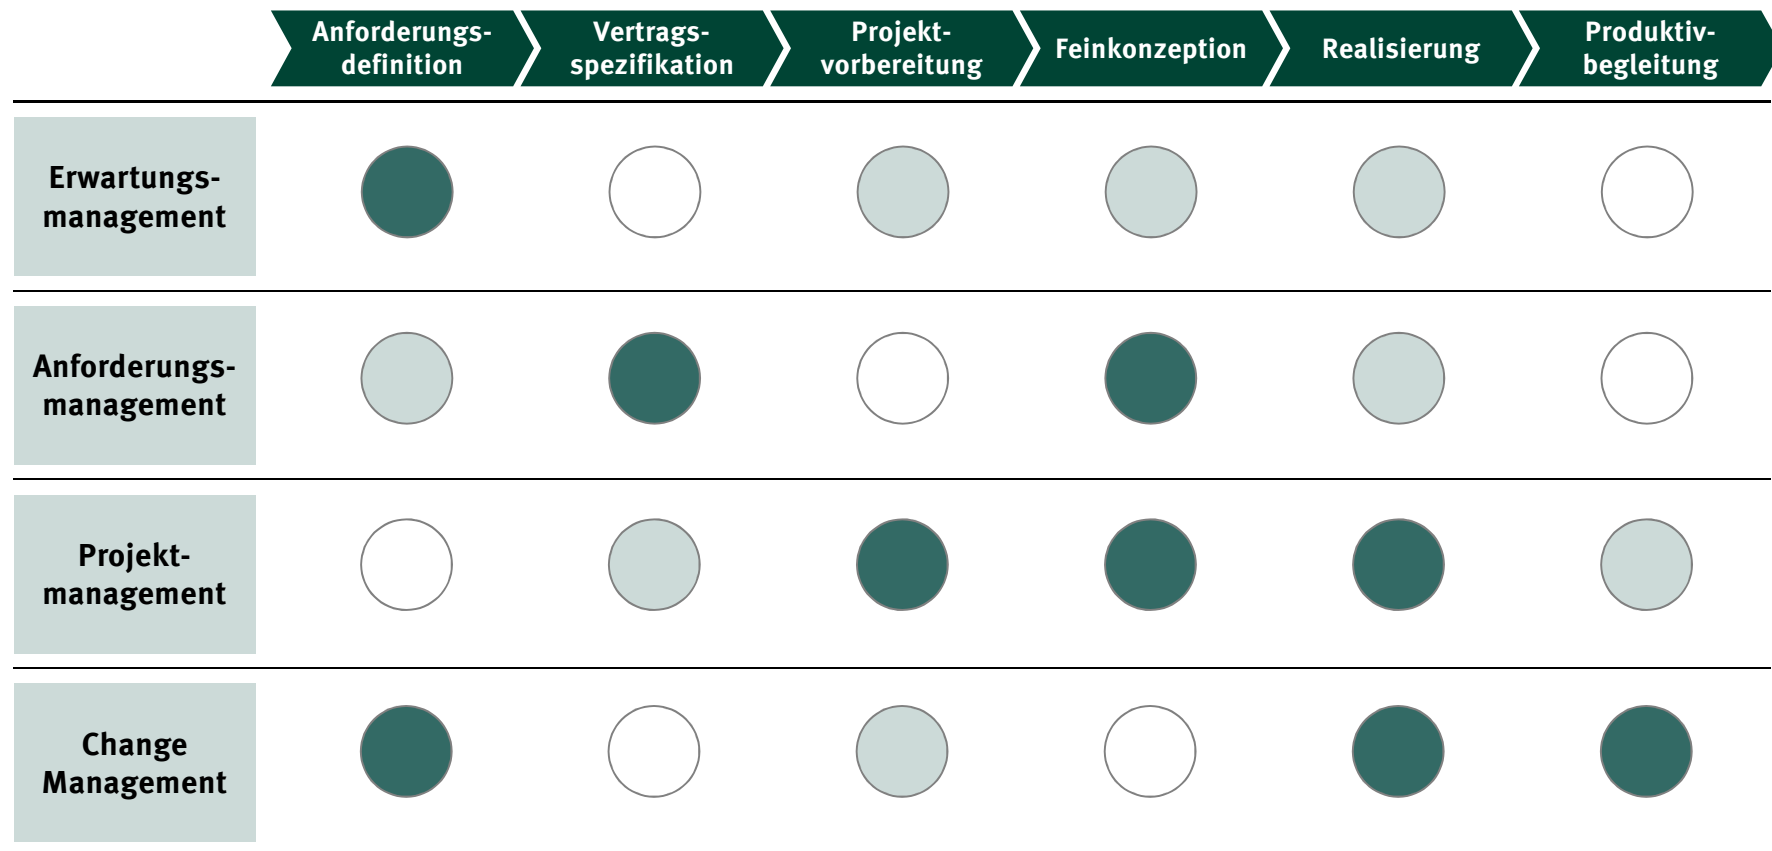 Anforderungs-
definition
Vertrags-
spezifikation
Projekt-
vorbereitung
Feinkonzeption
Realisierung
Produktiv-
begleitung
Erwartungs-
management
Anforderungs-
management
Projekt-
management
Change
Management